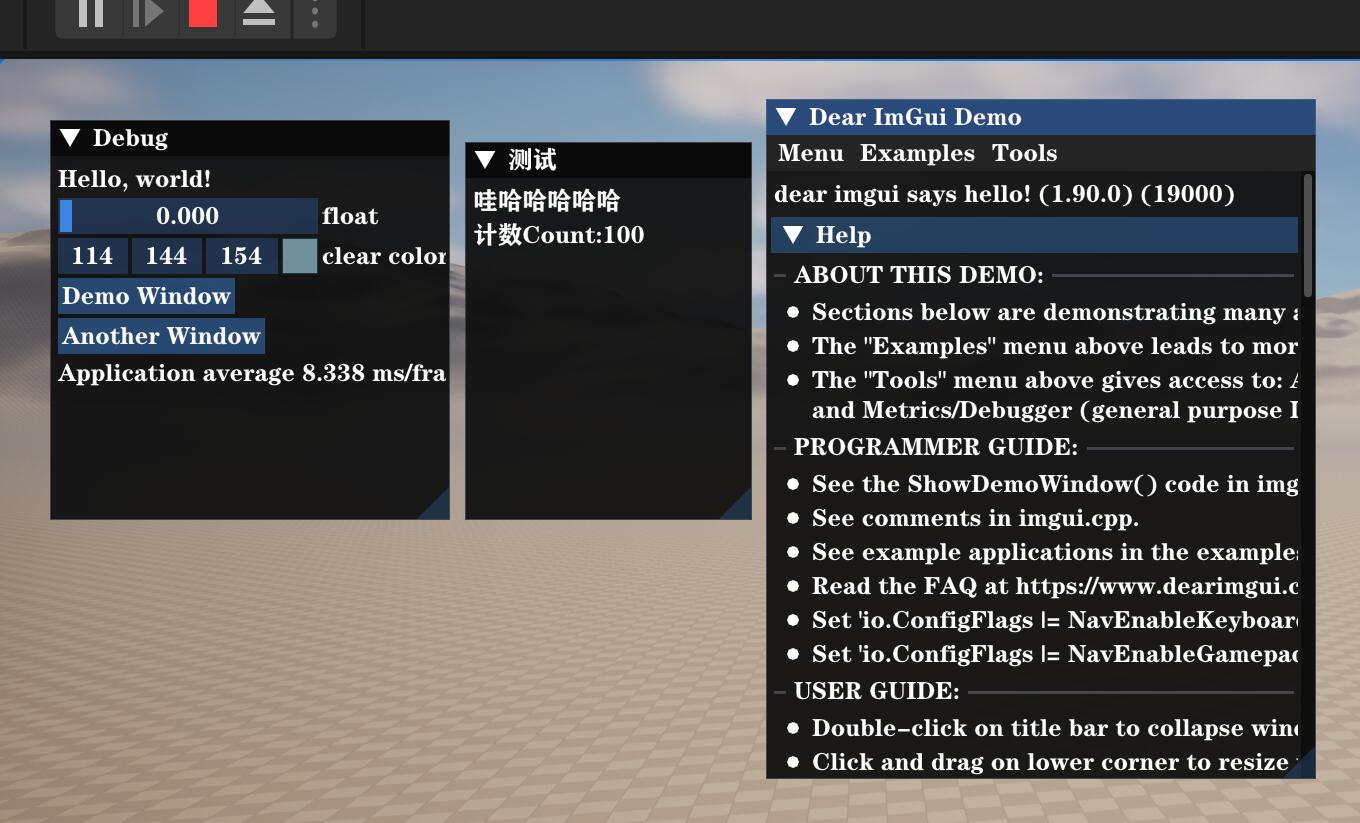 Debug
Hello, world!
0.000 float
114 144 154 clear color
Demo Window
Another Window
Application average 8.338 ms/fra
测试
哇哈哈哈哈哈
计数Count:100
Dear ImGui Demo
Menu Examples Tools
dear imgui says hello! (1.90.0) (19000)
Help
ABOUT THIS DEMO:
Sections below are demonstrating many
The "Examples" menu above leads to mor
The "Tools" menu above gives access to:
and Metrics/Debugger (general purpose
PROGRAMMER GUIDE:
See the ShowDemoWindow() code in img
See comments in imgui.cpp.
See example applications in the examples
Read the FAQ at https://www.dearimgui.c
Set 'io.ConfigFlags |= NavEnableKeyboard
Set 'io.ConfigFlags |= NavEnableGamepad
USER GUIDE:
Double-click on title bar to collapse wind
Click and drag on lower corner to resize